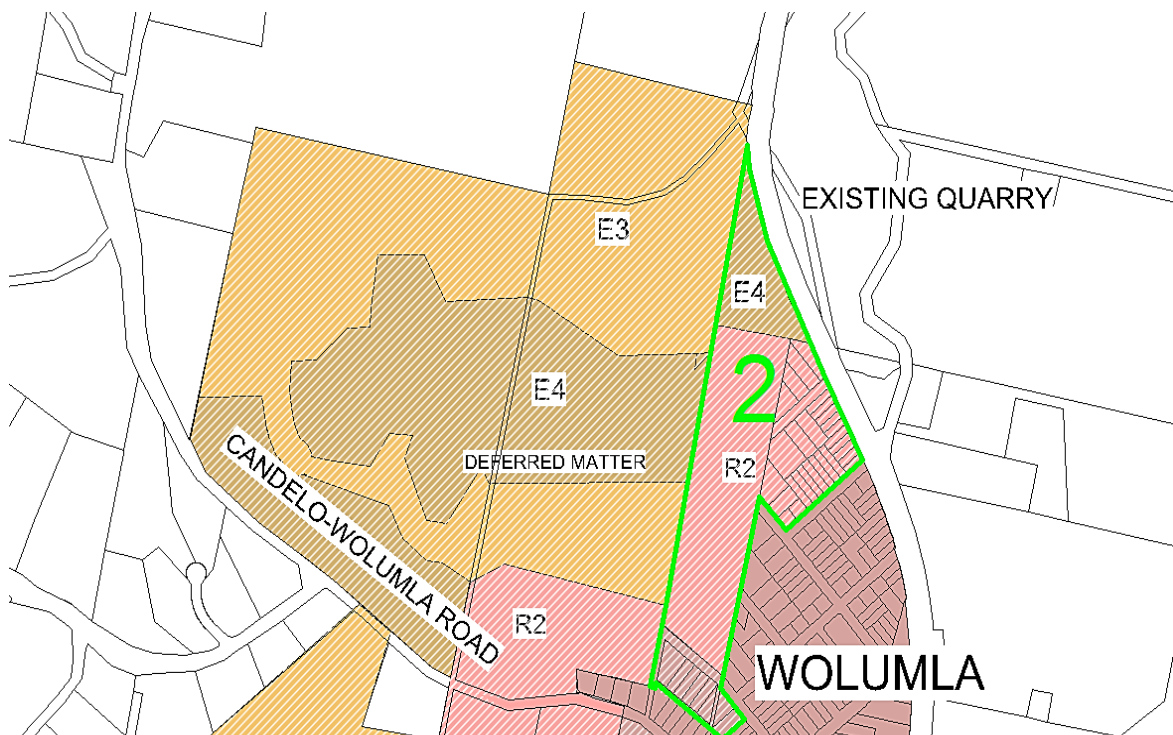 EXISTING QUARRY
E3
E4
2
E4
DEFERRED MATTER
R2
CANDELO-WOLUMLA ROAD
R2
WOLUMLA